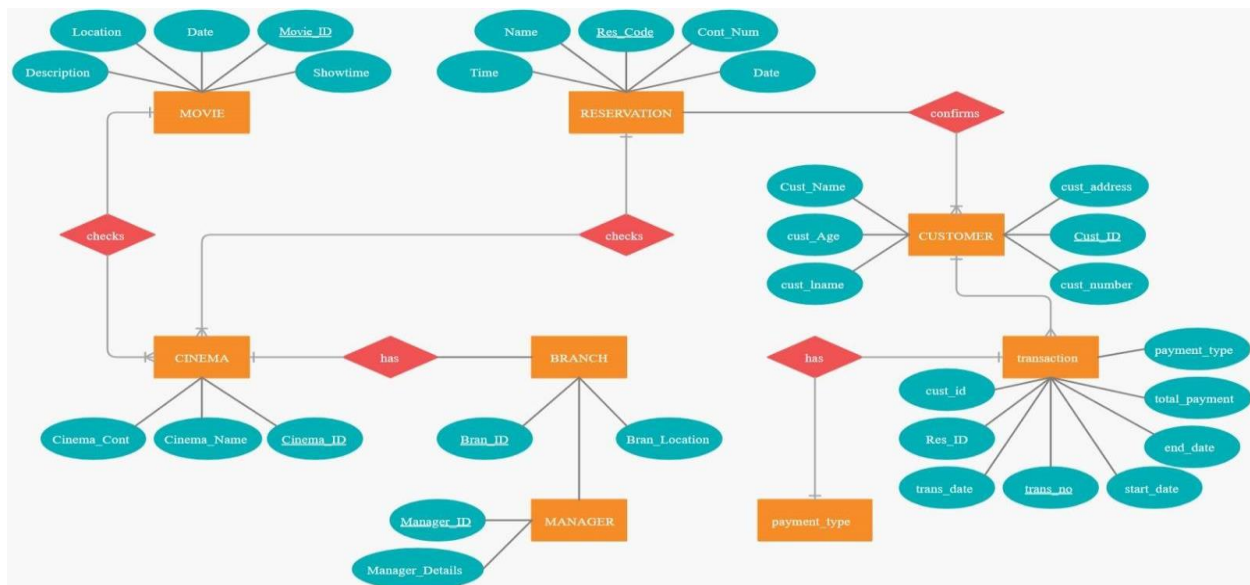 Location
Date
Movie_ID
Description
Showtime
MOVIE
Name
Res_Code
Cont_Num
Time
Date
RESERVATION
confirms
checks
checks
Cust_Name
cust_address
cust_Age
CUSTOMER
Cust_ID
cust_lname
cust_number
CINEMA
has
BRANCH
has
transaction
payment_type
Cinema_Cont
Cinema_Name
Cinema_ID
Bran_ID
Bran_Location
cust_id
total_payment
Res_ID
end_date
trans_date
trans_no
start_date
Manager_ID
MANAGER
Manager_Details
payment_type